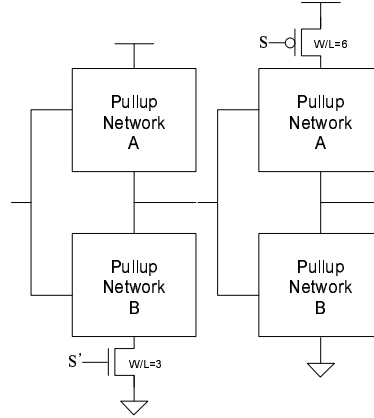 S
W/L=6
Pullup
Network
A
Pullup
Network
A
Pullup
Network
B
Pullup
Network
B
S'
W/L=3